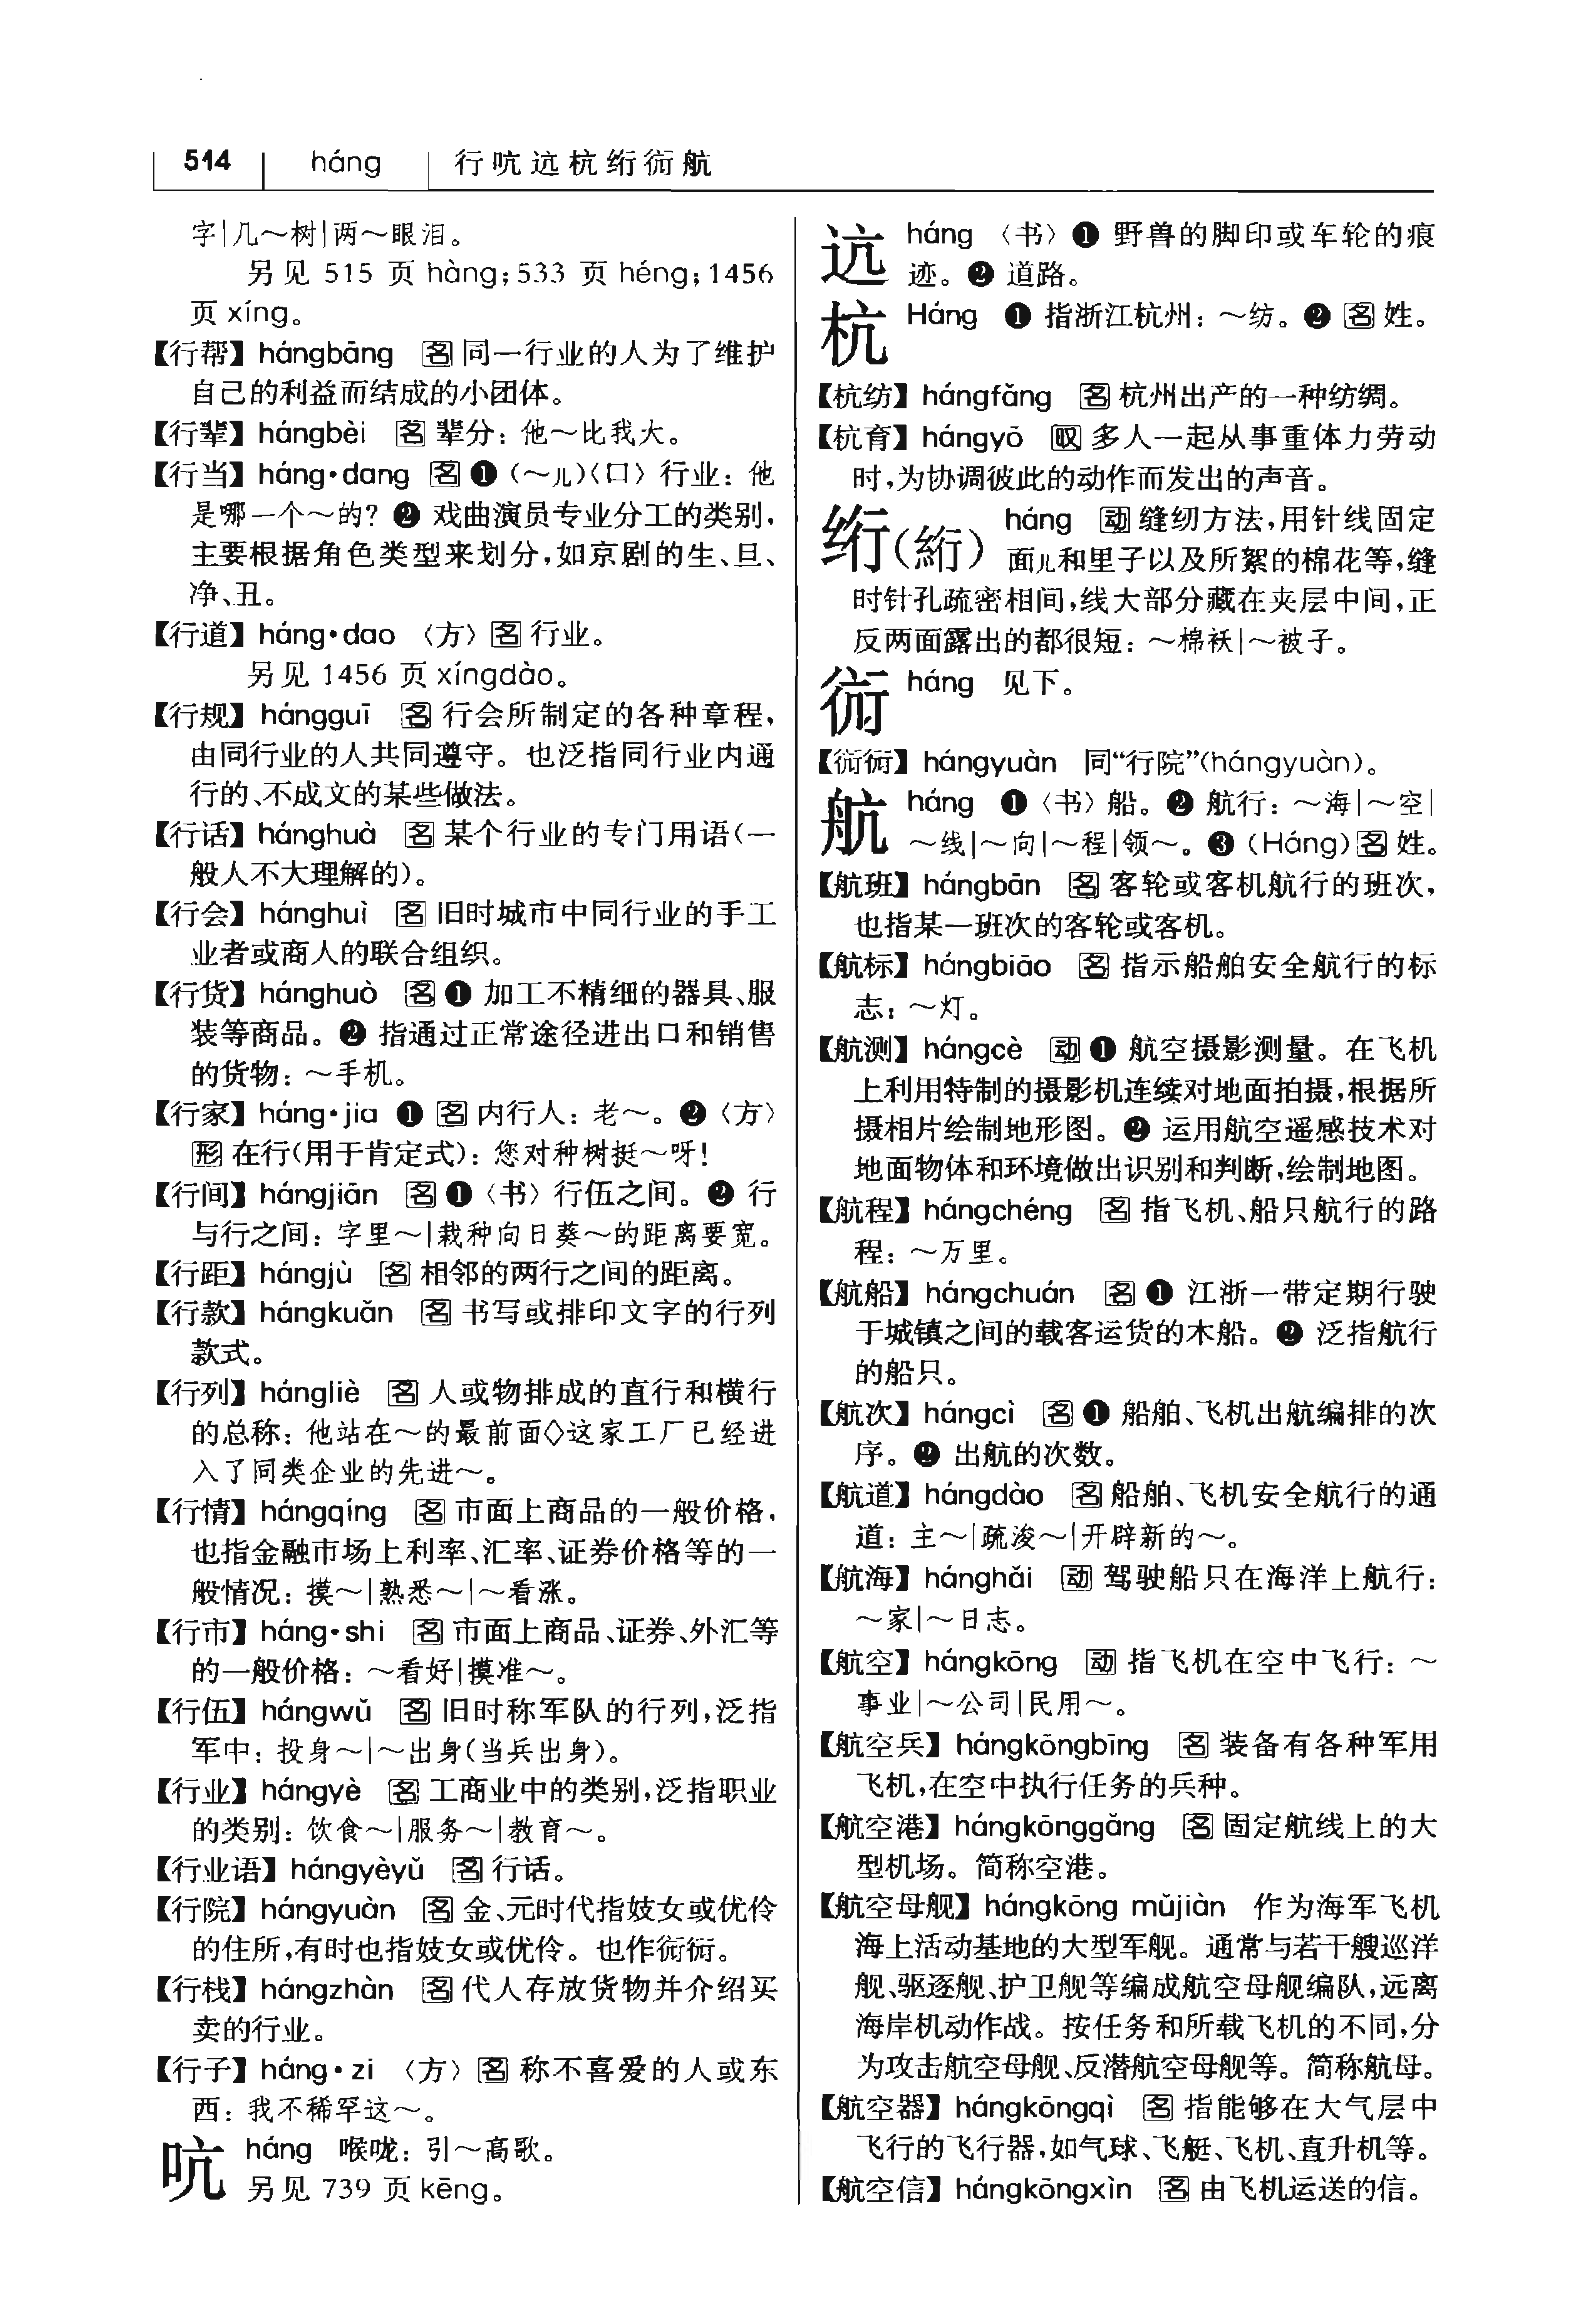 514 háng 行吭远杭绗衏航
字|几～树|两～眼泪。
另见 515 页 hàng;533 页 héng;1456
页 xíng。
【行帮】hángbāng 名 同一行业的人为了维护
自己的利益而结成的小团体。
【行辈】hángbèi 名 辈分：他～比我大。
【行当】háng·dang 名 ❶（～儿）〈口〉行业：他
是哪一个～的？❷ 戏曲演员专业分工的类别，
主要根据角色类型来划分，如京剧的生、旦、
净、丑。
【行道】háng·dao 〈方〉名 行业。
另见 1456 页 xíngdào。
【行规】hángguī 名 行会所制定的各种章程，
由同行业的人共同遵守。也泛指同行业内通
行的、不成文的某些做法。
【行话】hánghuà 名 某个行业的专门用语（一
般人不大理解的）。
【行会】hánghuì 名 旧时城市中同行业的手工
业者或商人的联合组织。
【行货】hánghuò 名 ❶ 加工不精细的器具、服
装等商品。❷ 指通过正常途径进出口和销售
的货物：～手机。
【行家】háng·jia ❶ 名 内行人：老～。❷〈方〉
形 在行（用于肯定式）：您对种树挺～呀！
【行间】hángjiān 名 ❶〈书〉行伍之间。❷ 行
与行之间：字里～|栽种向日葵～的距离要宽。
【行距】hángjù 名 相邻的两行之间的距离。
【行款】hángkuǎn 名 书写或排印文字的行列
款式。
【行列】hángliè 名 人或物排成的直行和横行
的总称：他站在～的最前面◇这家工厂已经进
入了同类企业的先进～。
【行情】hángqíng 名 市面上商品的一般价格，
也指金融市场上利率、汇率、证券价格等的一
般情况：摸～|熟悉～|～看涨。
【行市】háng·shi 名 市面上商品、证券、外汇等
的一般价格：～看好|摸准～。
【行伍】hángwǔ 名 旧时称军队的行列，泛指
军中：投身～|～出身（当兵出身）。
【行业】hángyè 名 工商业中的类别，泛指职业
的类别：饮食～|服务～|教育～。
【行业语】hángyèyǔ 名 行话。
【行院】hángyuàn 名 金、元时代指妓女或优伶
的住所，有时也指妓女或优伶。也作衏衏。
【行栈】hángzhàn 名 代人存放货物并介绍买
卖的行业。
【行子】háng·zi 〈方〉名 称不喜爱的人或东
西：我不稀罕这～。
吭 háng 喉咙：引～高歌。
另见 739 页 kēng。
迒 háng 〈书〉❶ 野兽的脚印或车轮的痕
迹。❷ 道路。
杭 Háng ❶ 指浙江杭州：～纺。❷ 名 姓。
【杭纺】hángfǎng 名 杭州出产的一种纺绸。
【杭育】hángyō 叹 多人一起从事重体力劳动
时，为协调彼此的动作而发出的声音。
绗（絎） háng 动 缝纫方法，用针线固定
面儿和里子以及所絮的棉花等，缝
时针孔疏密相间，线大部分藏在夹层中间，正
反两面露出的都很短：～棉袄|～被子。
háng 见下。
hángyuàn 同“行院”（hángyuàn）。
航 háng ❶〈书〉船。❷ 航行：～海|～空|
～线|～向|～程|领～。❸（Háng）名 姓。
【航班】hángbān 名 客轮或客机航行的班次，
也指某一班次的客轮或客机。
【航标】hángbiāo 名 指示船舶安全航行的标
志：～灯。
【航测】hángcè 动 ❶ 航空摄影测量。在飞机
上利用特制的摄影机连续对地面拍摄，根据所
摄相片绘制地形图。❷ 运用航空遥感技术对
地面物体和环境做出识别和判断，绘制地图。
【航程】hángchéng 名 指飞机、船只航行的路
程：～万里。
【航船】hángchuán 名 ❶ 江浙一带定期行驶
于城镇之间的载客运货的木船。❷ 泛指航行
的船只。
【航次】hángcì 名 ❶ 船舶、飞机出航编排的次
序。❷ 出航的次数。
【航道】hángdào 名 船舶、飞机安全航行的通
道：主～|疏浚～|开辟新的～。
【航海】hánghǎi 动 驾驶船只在海洋上航行：
～家|～日志。
【航空】hángkōng 动 指飞机在空中飞行：～
事业|～公司|民用～。
【航空兵】hángkōngbīng 名 装备有各种军用
飞机，在空中执行任务的兵种。
【航空港】hángkōnggǎng 名 固定航线上的大
型机场。简称空港。
【航空母舰】hángkōng mǔjiàn 作为海军飞机
海上活动基地的大型军舰。通常与若干艘巡洋
舰、驱逐舰、护卫舰等编成航空母舰编队，远离
海岸机动作战。按任务和所载飞机的不同，分
为攻击航空母舰、反潜航空母舰等。简称航母。
【航空器】hángkōngqì 名 指能够在大气层中
飞行的飞行器，如气球、飞艇、飞机、直升机等。
【航空信】hángkōngxìn 名 由飞机运送的信。